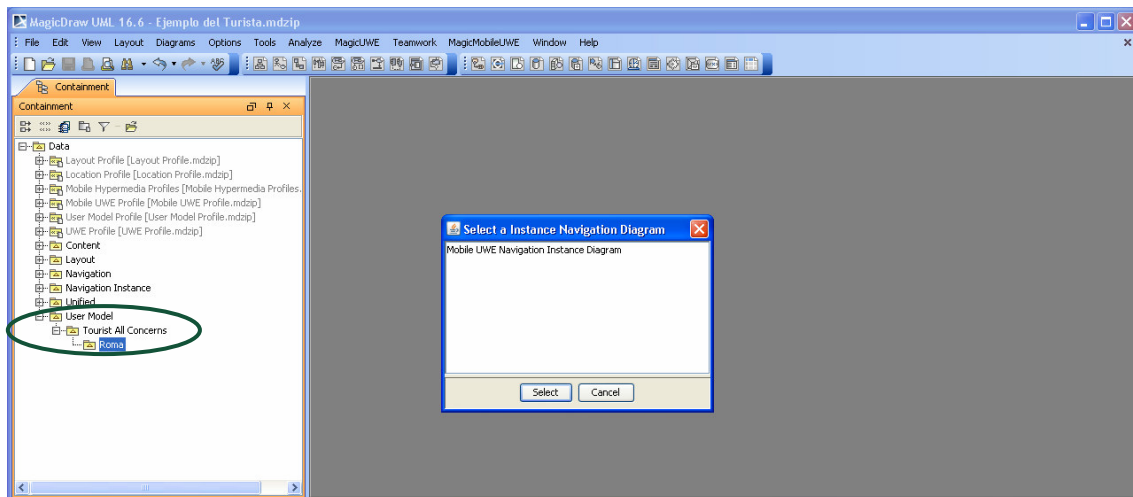 MagicDraw UML 16.6 - Ejemplo del Turista.mdzip
File Edit View Layout Diagrams Options Tools Analyze MagicUWE Teamwork MagicMobileUWE Window Help
Containment
Containment
Data
Layout Profile [Layout Profile.mdzip]
Location Profile [Location Profile.mdzip]
Mobile Hypermedia Profiles [Mobile Hypermedia Profiles.
Mobile UWE Profile [Mobile UWE Profile.mdzip]
User Model Profile [User Model Profile.mdzip]
UWE Profile [UWE Profile.mdzip]
Content
Layout
Navigation
Navigation Instance
Unified
User Model
Tourist All Concerns
Roma
Select a Instance Navigation Diagram
Mobile UWE Navigation Instance Diagram
Select Cancel